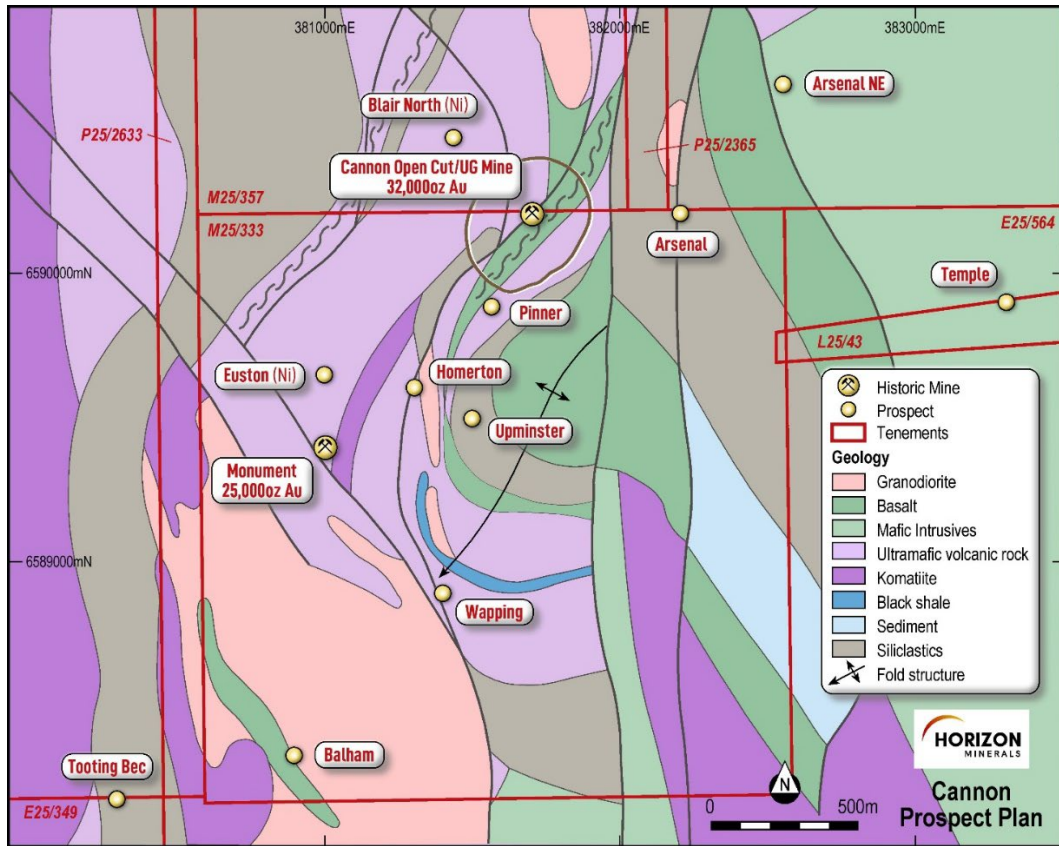 381000mE
382000mE
383000mE
Arsenal NE
Blair North (Ni)
P25/2633
P25/2365
Cannon Open Cut/UG Mine
32,000oz Au
M25/357
M25/333
E25/564
Arsenal
6590000mN
Temple
Pinner
L25/43
Euston (Ni)
Homerton
Upminster
Monument
25,000oz Au
6589000mN
Wapping
Historic Mine
Prospect
Tenements
Geology
Granodiorite
Basalt
Mafic Intrusives
Ultramafic volcanic rock
Komatiite
Black shale
Sediment
Siliclastics
Fold structure
HORIZON
MINERALS
Balham
Tooting Bec
E25/349
N
0 500m
Cannon
Prospect Plan